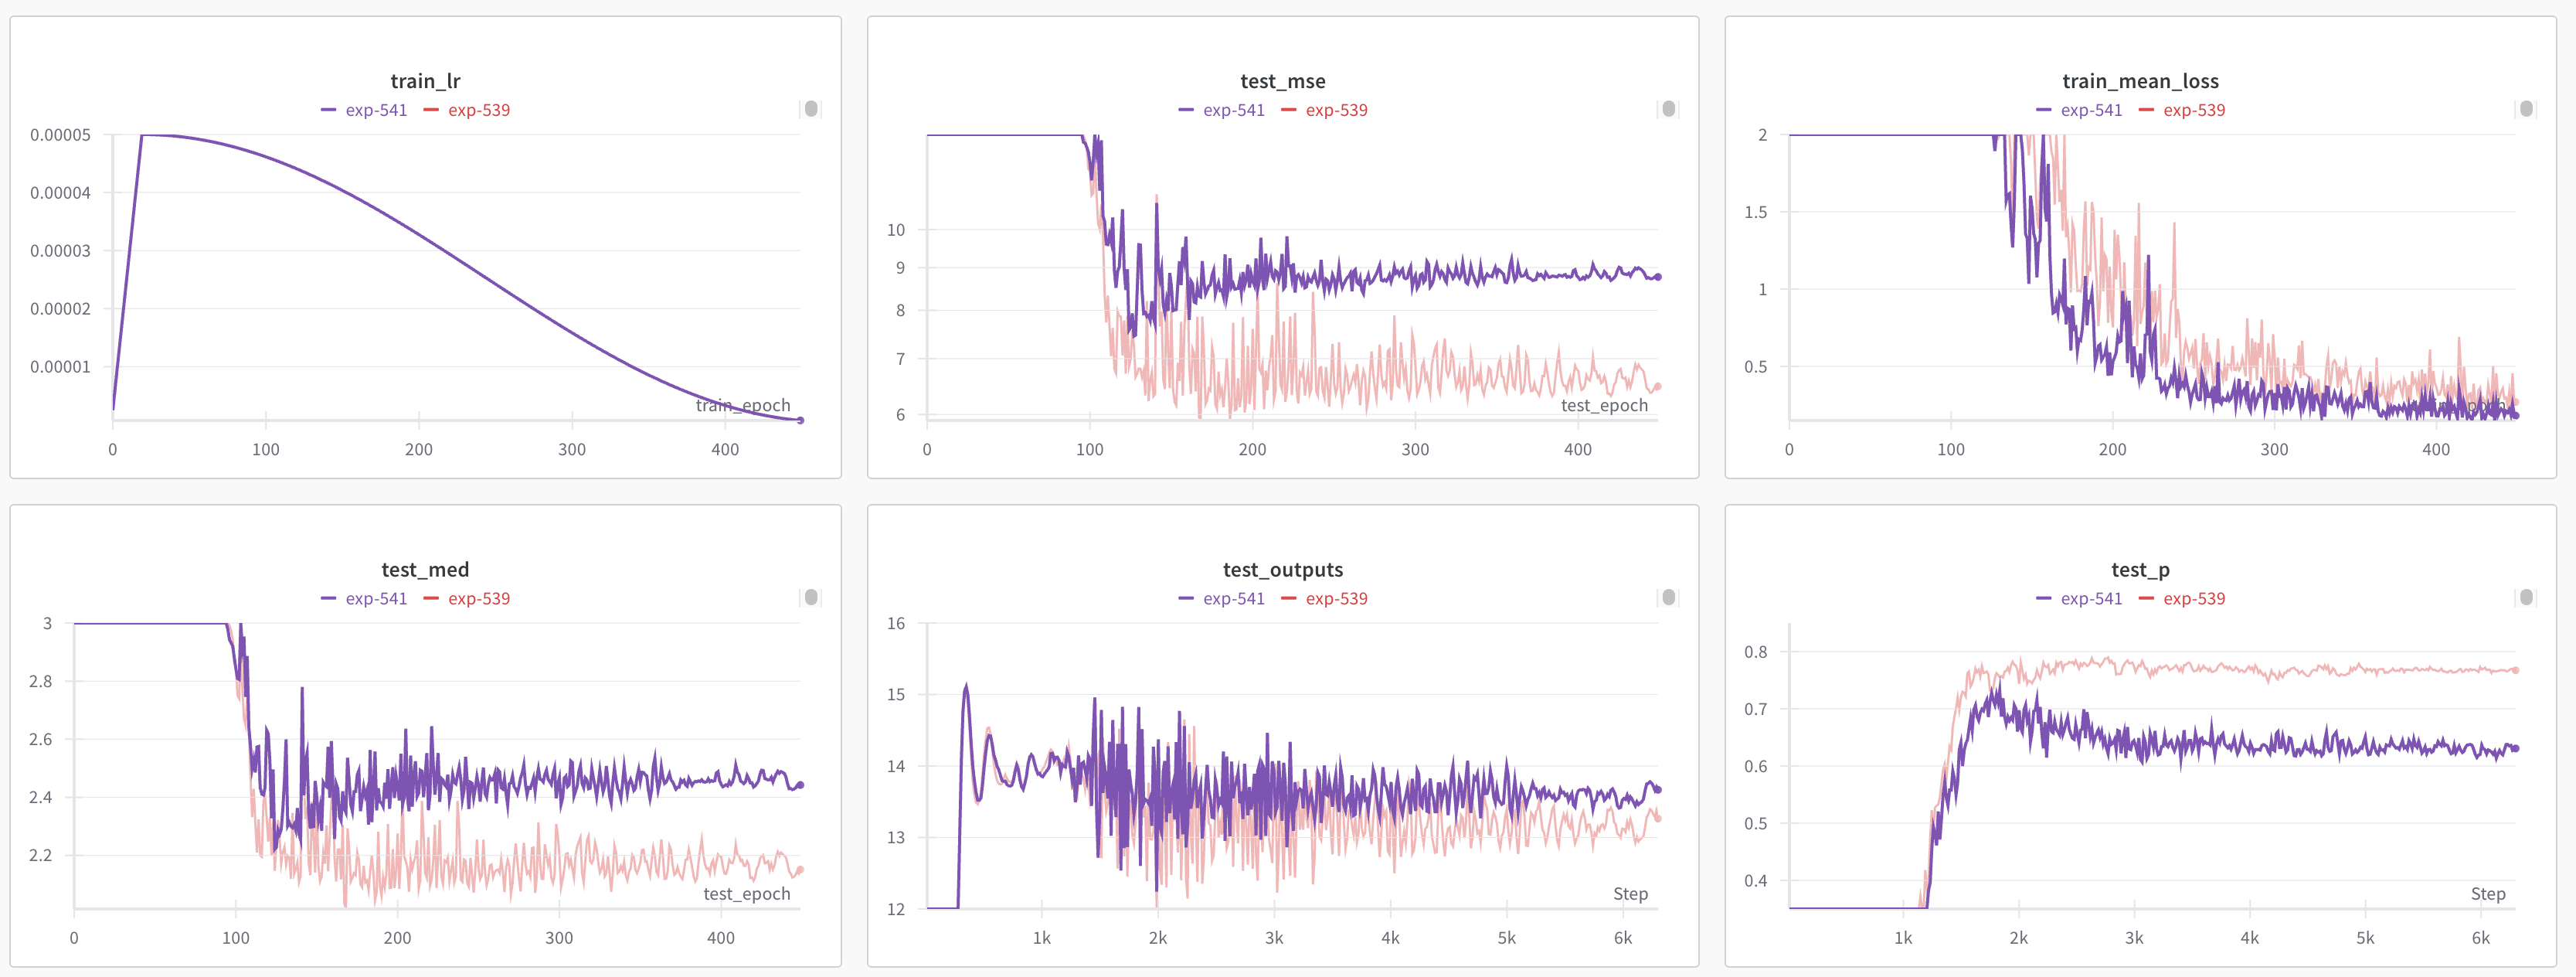 train_lr
exp-541 exp-539
0.00005
0.00004
0.00003
0.00002
0.00001
train_epoch
0 100 200 300 400
test_mse
exp-541 exp-539
10
9
8
7
6
test_epoch
0 100 200 300 400
train_mean_loss
exp-541 exp-539
2
1.5
1
0.5
0 100 200 300 400
test_med
exp-541 exp-539
3
2.8
2.6
2.4
2.2
test_epoch
0 100 200 300 400
test_outputs
exp-541 exp-539
16
15
14
13
12
Step
1k 2k 3k 4k 5k 6k
test_p
exp-541 exp-539
0.8
0.7
0.6
0.5
0.4
Step
1k 2k 3k 4k 5k 6k